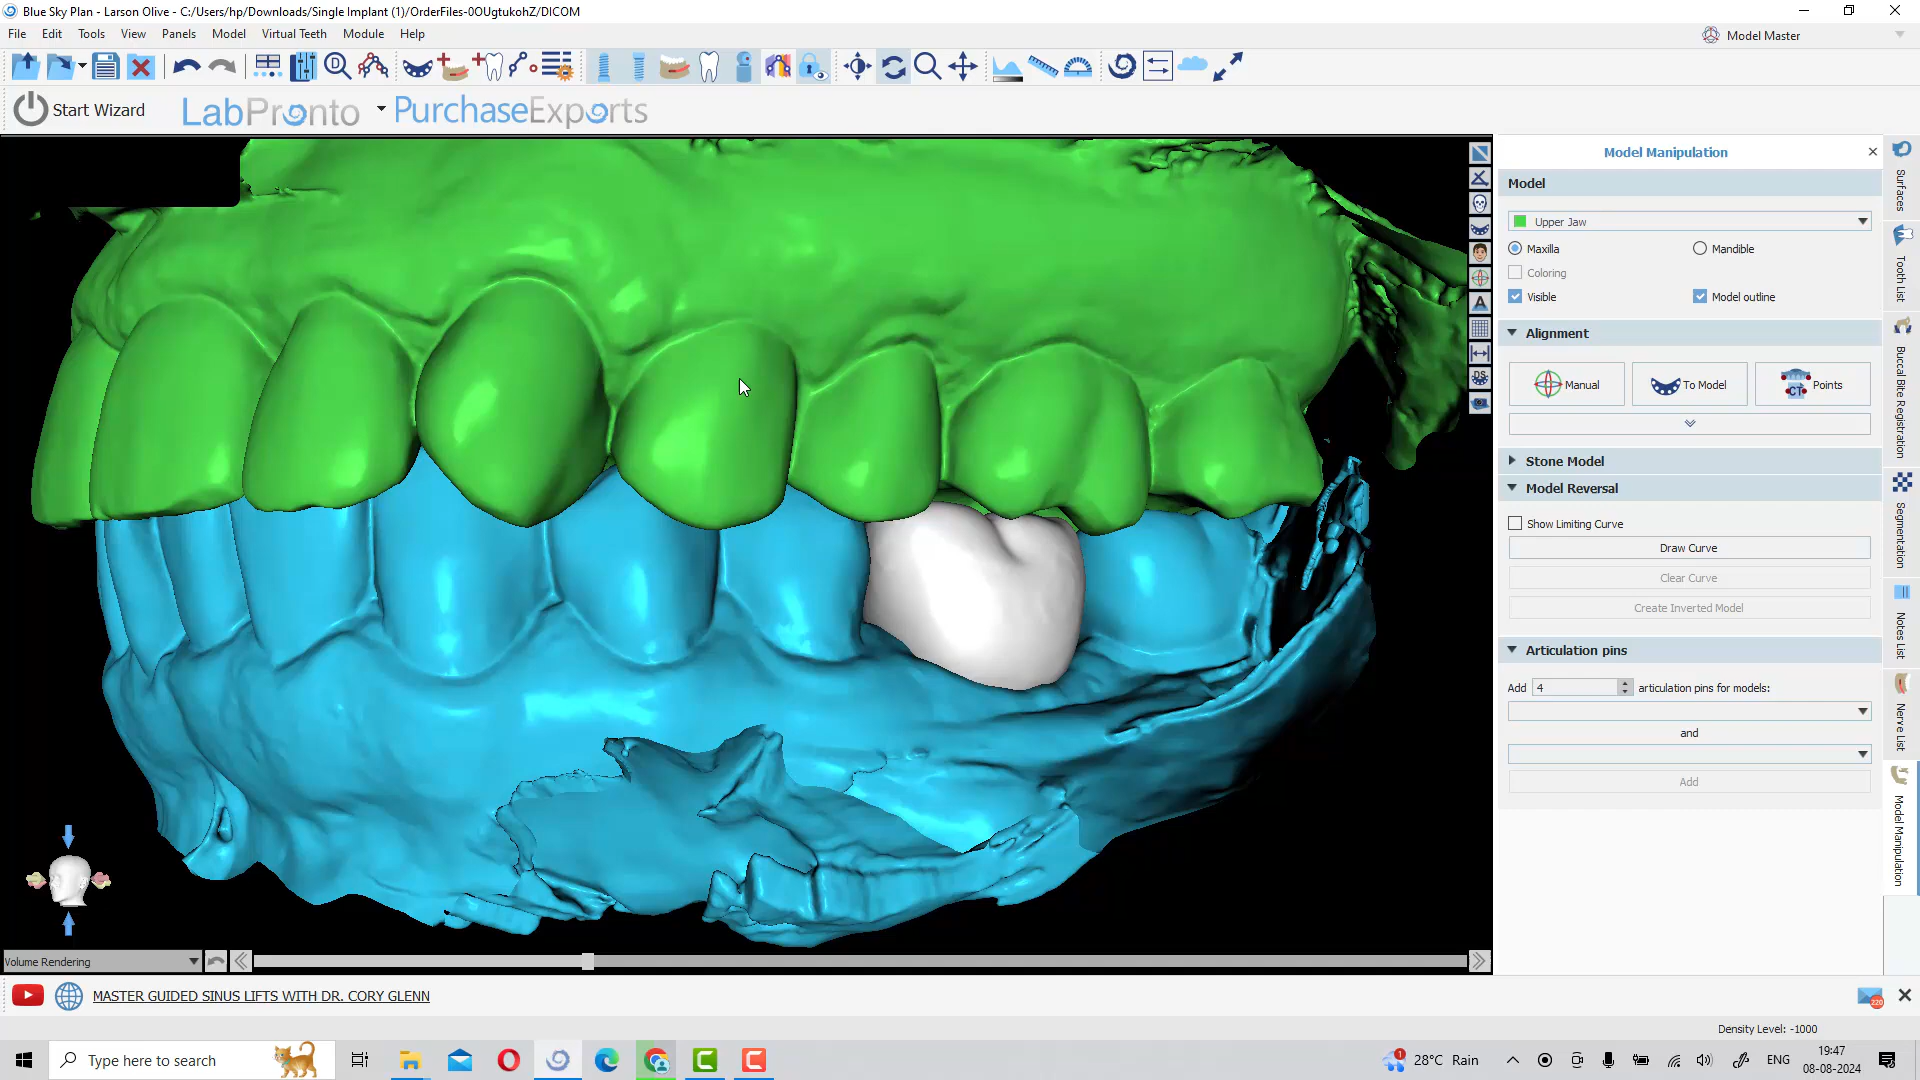 Blue Sky Plan - Larson Olive - C:/Users/hp/Downloads/Single Implant (1)/OrderFiles-0OUgtukohZ/DICOM
File Edit Tools View Panels Model Virtual Teeth Module Help
Model Master
Start Wizard LabPronto PurchaseExports
Model Manipulation
Model
Upper Jaw
Maxilla Mandible
Coloring
Visible Model outline
Alignment
Manual To Model CT Points
Stone Model
Model Reversal
Show Limiting Curve
Draw Curve
Clear Curve
Create Inverted Model
Articulation pins
Add 4 articulation pins for models:
and
Add
Surfaces
Tooth List
Buccal Bite Registration
Segmentation
Notes List
Nerve List
Model Manipulation
A
DS
Volume Rendering
MASTER GUIDED SINUS LIFTS WITH DR. CORY GLENN
220
Density Level: -1000
Type here to search
1
28°C Rain
ENG
19:47
08-08-2024